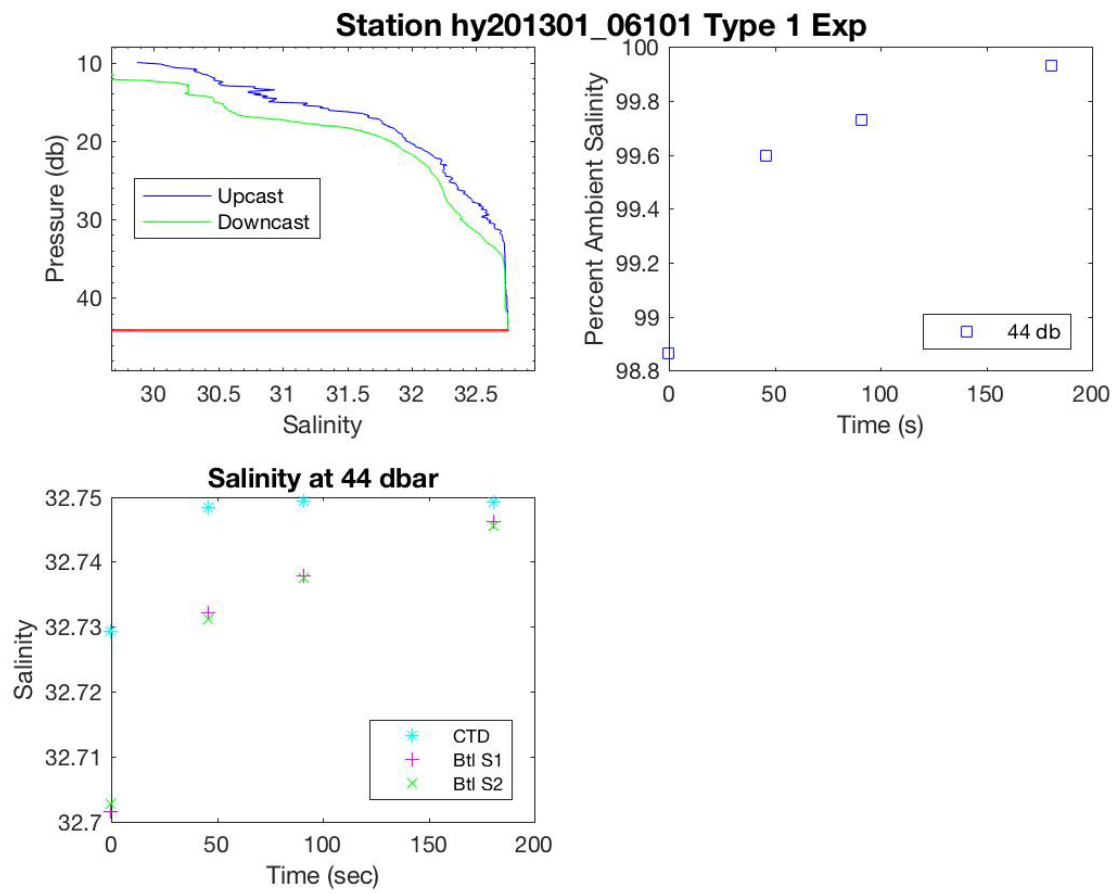 Station hy201301_06101 Type 1 Exp
10
20
30
40
Pressure (db)
Upcast
Downcast
30
30.5
31
31.5
32
32.5
Salinity
100
99.8
99.6
99.4
99.2
99
98.8
Percent Ambient Salinity
44 db
0
50
100
150
200
Time (s)
Salinity at 44 dbar
32.75
32.74
32.73
32.72
32.71
32.7
Salinity
CTD
Btl S1
Btl S2
0
50
100
150
200
Time (sec)